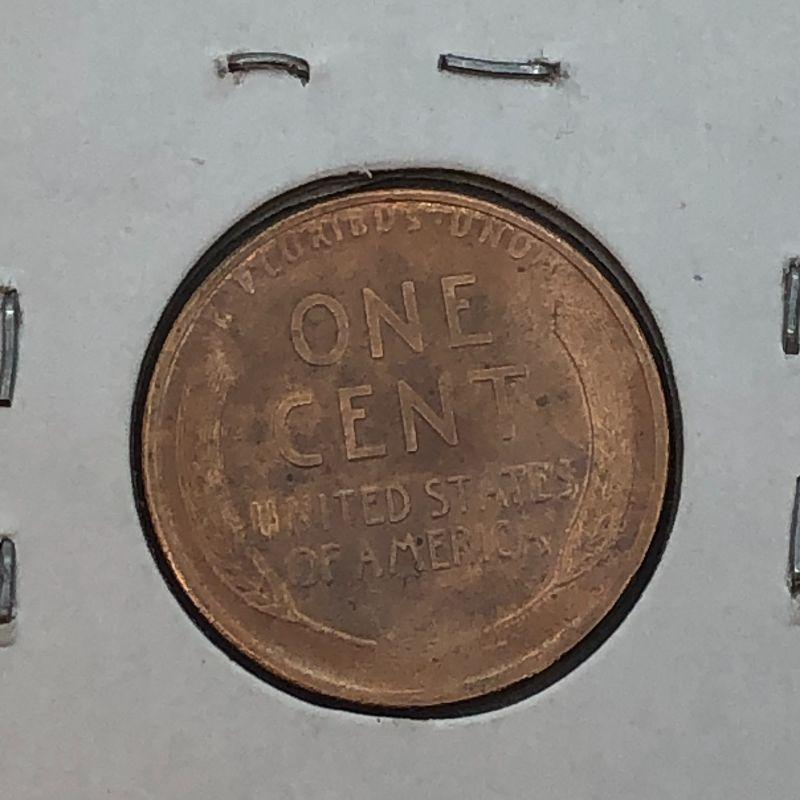 E PLURIBUS·UNUM
ONE
CENT
UNITED STATES
OF AMERICA